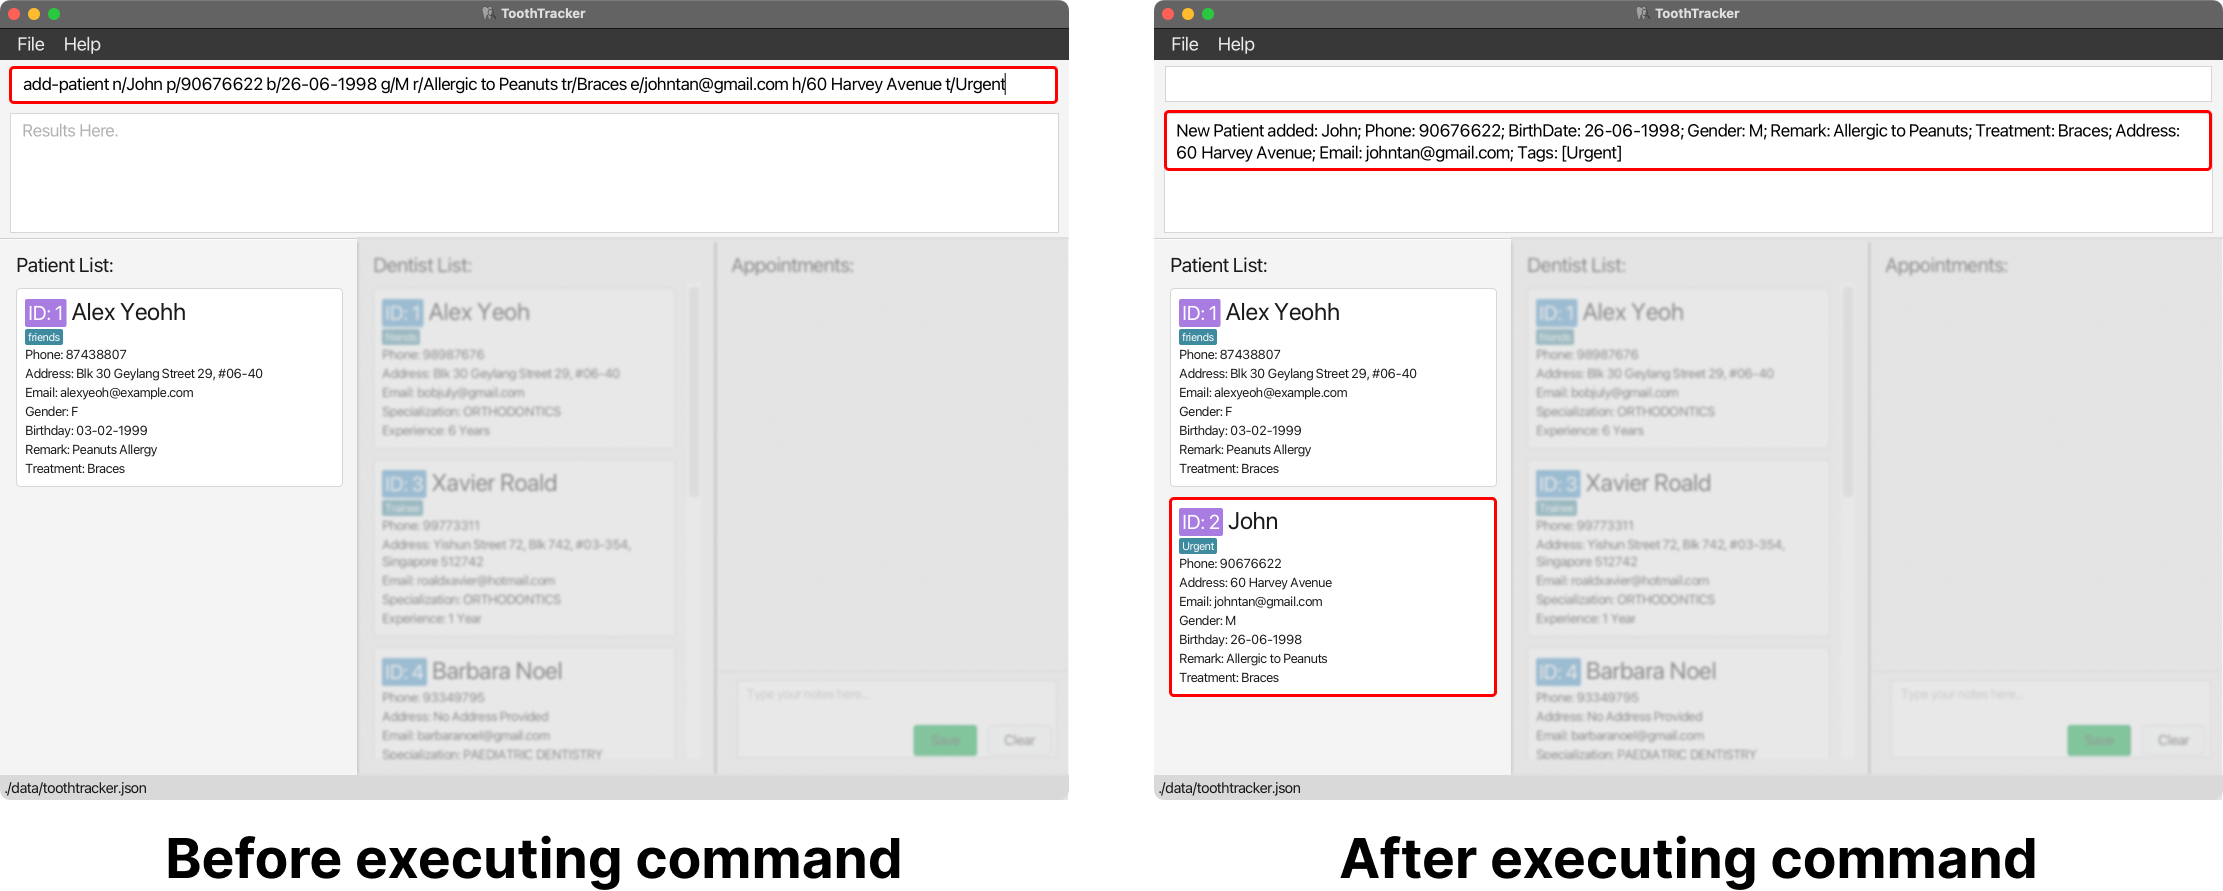 ToothTracker
File Help
add-patient n/John p/90676622 b/26-06-1998 g/M r/Allergic to Peanuts tr/Braces e/johntan@gmail.com h/60 Harvey Avenue t/Urgent
Results Here.
Patient List:
ID: 1 Alex Yeohh
friends
Phone: 87438807
Address: Blk 30 Geylang Street 29, #06-40
Email: alexyeoh@example.com
Gender: F
Birthday: 03-02-1999
Remark: Peanuts Allergy
Treatment: Braces
Dentist List:
ID: 1 Alex Yeoh
friends
Phone: 98987676
Address: Blk 30 Geylang Street 29, #06-40
Email: bobjuly@gmail.com
Specialization: ORTHODONTICS
Experience: 6 Years
ID: 3 Xavier Roald
Trainee
Phone: 99773311
Address: Yishun Street 72, Blk 742, #03-354,
Singapore 512742
Email: roaldxavier@hotmail.com
Specialization: ORTHODONTICS
Experience: 1 Year
ID: 4 Barbara Noel
Phone: 93349795
Address: No Address Provided
Email: barbaranoel@gmail.com
Specialization: PAEDIATRIC DENTISTRY
Appointments:
Type your notes here...
Save Clear
./data/toothtracker.json
Before executing command
ToothTracker
File Help
New Patient added: John; Phone: 90676622; BirthDate: 26-06-1998; Gender: M; Remark: Allergic to Peanuts; Treatment: Braces; Address:
60 Harvey Avenue; Email: johntan@gmail.com; Tags: [Urgent]
Patient List:
ID: 1 Alex Yeohh
friends
Phone: 87438807
Address: Blk 30 Geylang Street 29, #06-40
Email: alexyeoh@example.com
Gender: F
Birthday: 03-02-1999
Remark: Peanuts Allergy
Treatment: Braces
ID: 2 John
Urgent
Phone: 90676622
Address: 60 Harvey Avenue
Email: johntan@gmail.com
Gender: M
Birthday: 26-06-1998
Remark: Allergic to Peanuts
Treatment: Braces
Dentist List:
ID: 1 Alex Yeoh
friends
Phone: 98987676
Address: Blk 30 Geylang Street 29, #06-40
Email: bobjuly@gmail.com
Specialization: ORTHODONTICS
Experience: 6 Years
ID: 3 Xavier Roald
Trainee
Phone: 99773311
Address: Yishun Street 72, Blk 742, #03-354,
Singapore 512742
Email: roaldxavier@hotmail.com
Specialization: ORTHODONTICS
Experience: 1 Year
ID: 4 Barbara Noel
Phone: 93349795
Address: No Address Provided
Email: barbaranoel@gmail.com
Specialization: PAEDIATRIC DENTISTRY
Appointments:
Type your notes here...
Save Clear
./data/toothtracker.json
After executing command